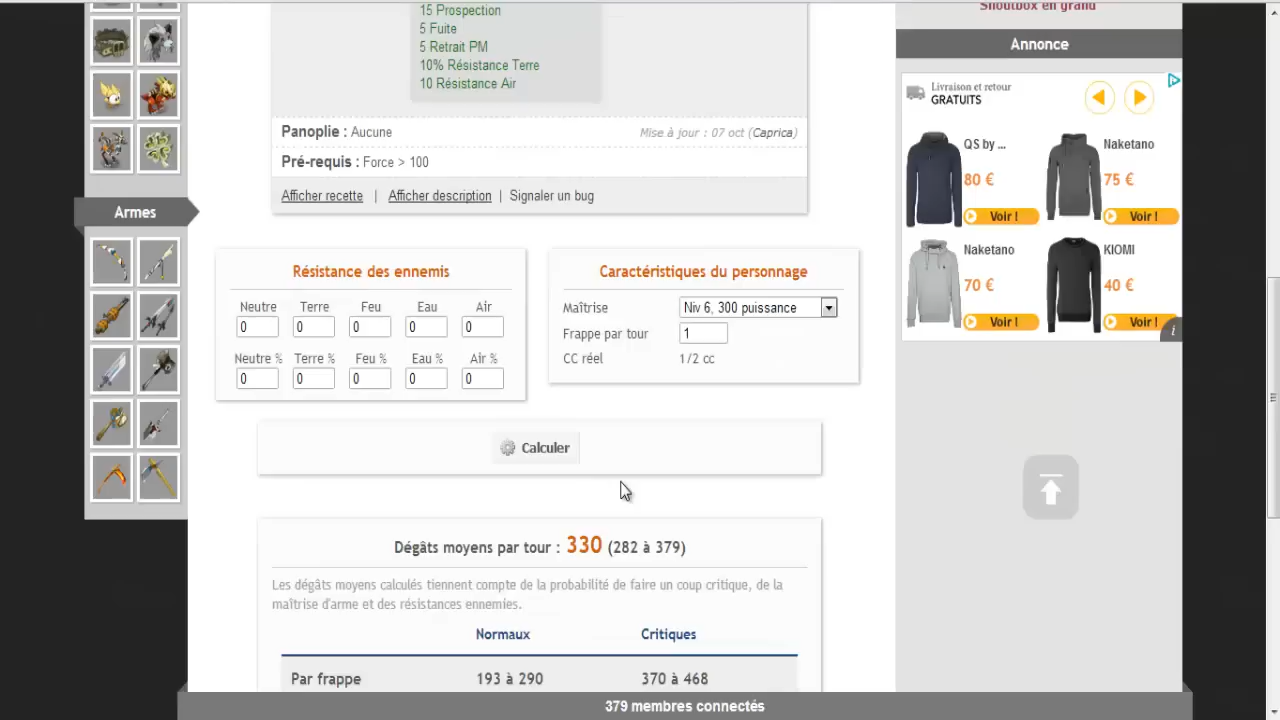 Shoutbox en grand
15 Prospection
5 Fuite
5 Retrait PM
10% Résistance Terre
10 Résistance Air
Panoplie : Aucune
Mise à jour : 07 oct (Caprica)
Pré-requis : Force > 100
Afficher recette | Afficher description | Signaler un bug
Armes
Résistance des ennemis
Neutre Terre Feu Eau Air
0 0 0 0 0
Neutre % Terre % Feu % Eau % Air %
0 0 0 0 0
Caractéristiques du personnage
Maîtrise Niv 6, 300 puissance
Frappe par tour 1
CC réel 1/2 cc
Calculer
Dégâts moyens par tour : 330 (282 à 379)
Les dégâts moyens calculés tiennent compte de la probabilité de faire un coup critique, de la
maîtrise d'arme et des résistances ennemies.
Normaux Critiques
Par frappe 193 à 290 370 à 468
Annonce
Livraison et retour
GRATUITS
QS by ...
80 €
Voir !
Naketano
75 €
Voir !
Naketano
70 €
Voir !
KIOMI
40 €
Voir !
i
379 membres connectés